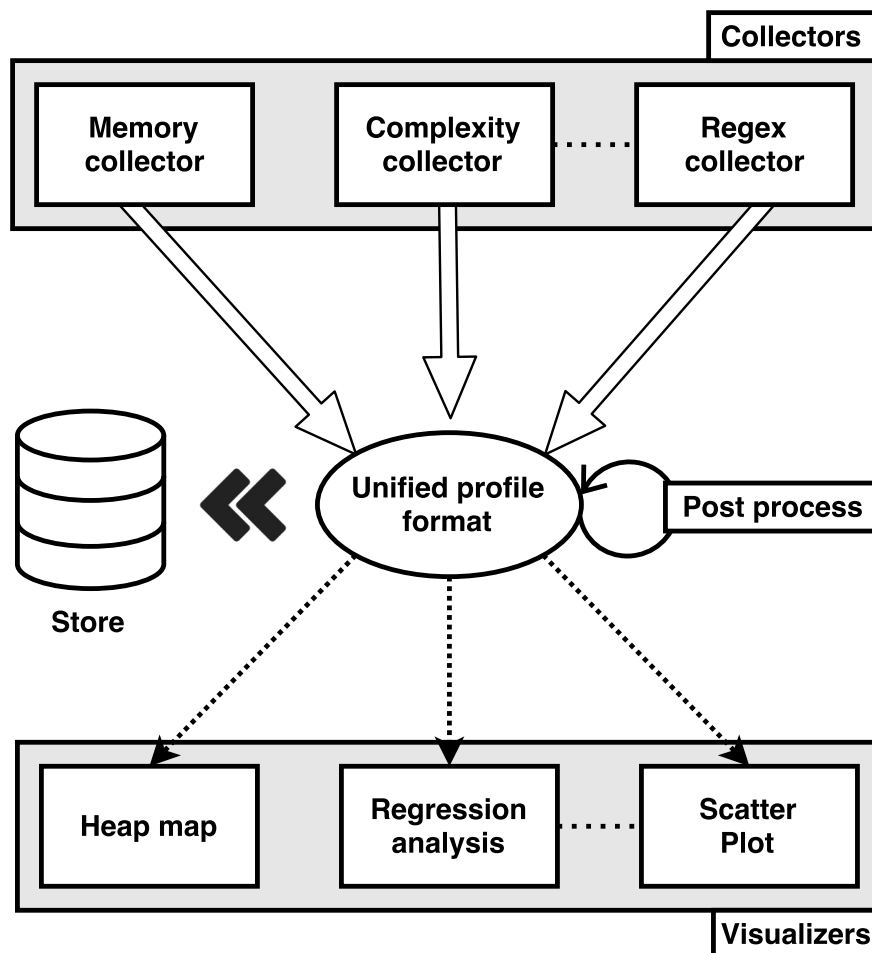 Collectors
Memory
collector
Complexity
collector
Regex
collector
Unified profile
format
Post process
Store
Heap map
Regression
analysis
Scatter
Plot
Visualizers